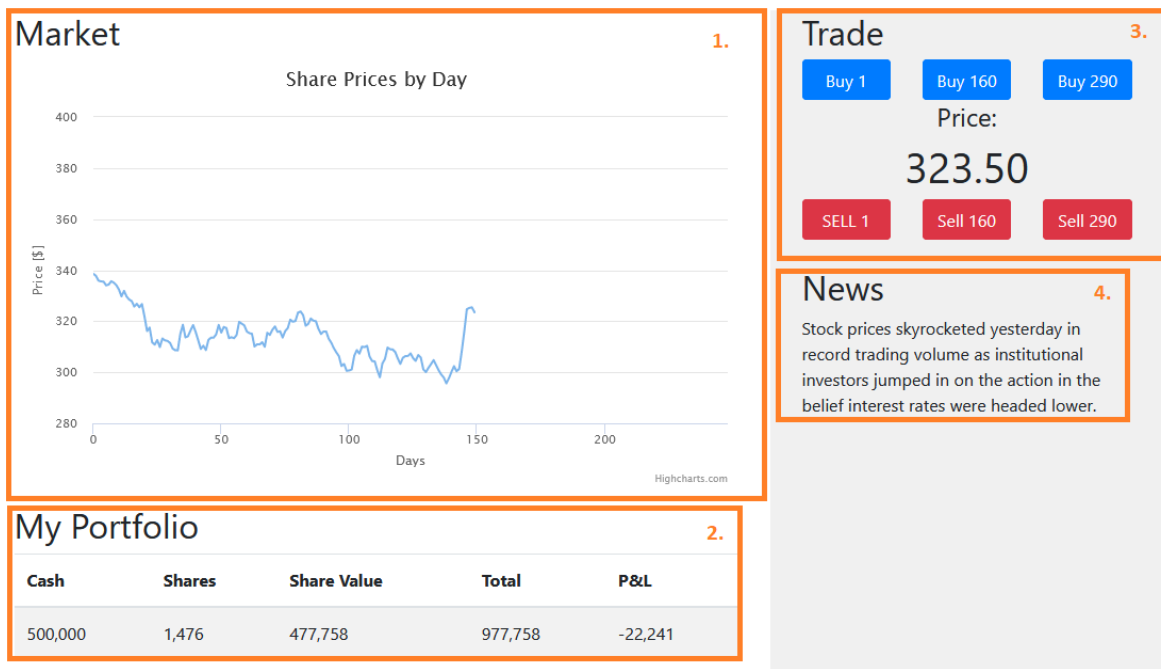 Market
1.
Share Prices by Day
400
380
360
340
320
300
280
Price [$]
0 50 100 150 200
Days
Highcharts.com
My Portfolio
2.
Cash Shares Share Value Total P&L
500,000 1,476 477,758 977,758 -22,241
Trade
3.
Buy 1 Buy 160 Buy 290
Price:
323.50
SELL 1 Sell 160 Sell 290
News
4.
Stock prices skyrocketed yesterday in
record trading volume as institutional
investors jumped in on the action in the
belief interest rates were headed lower.